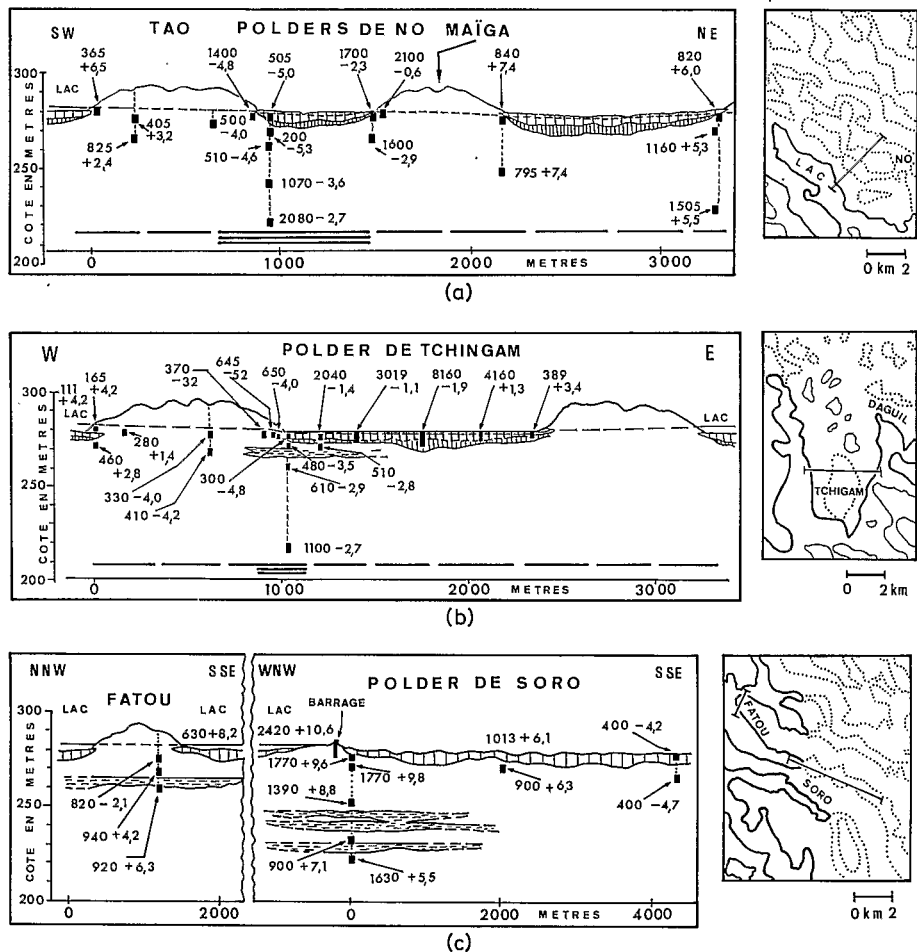 SW TAO POLDERS DE NO MAÏGA NE
365 +6,5
1400 -4,8
505 -5,0
1700 -23
2100 -0,6
840 +7,4
820 +6,0
300
250
200
COTE EN METRES
LAC
405 +3,2
825 +2,4
500 -4,0
200 -5,3
510 -4,6
1070 -3,6
2080 -2,7
1600 -2,9
795 +7,4
1160 +5,3
1505 +5,5
0 1000 2000 METRES 3000
(a)
LAC
NO
0 km 2
W POLDER DE TCHINGAM E
111 +4,2
165 +4,2
370 -32
645 -52
650 -4,0
2040 -1,4
3019 -1,1
8160 -1,9
4160 +1,3
389 +3,4
300
250
200
COTE EN METRES
LAC
LAC
460 +2,8
280 +1,4
330 -4,0
410 -4,2
300 -4,8
480 -3,5
510 -2,8
610 -2,9
1100 -2,7
0 1000 2000 METRES 3000
(b)
DAGUIL
TCHIGAM
0 2 km
NNW SSE
FATOU
LAC LAC
630 +8,2
300
250
200
COTE EN METRES
820 -2,1
940 +4,2
920 +6,3
0 2000
WNW POLDER DE SORO SSE
LAC BARRAGE
2420 +10,6
1770 +9,6
1770 +9,8
1390 +8,8
900 +7,1
1630 +5,5
1013 +6,1
900 +6,3
400 -4,2
400 -4,7
0 2000 METRES 4000
(c)
FATOU
SORO
0 km 2